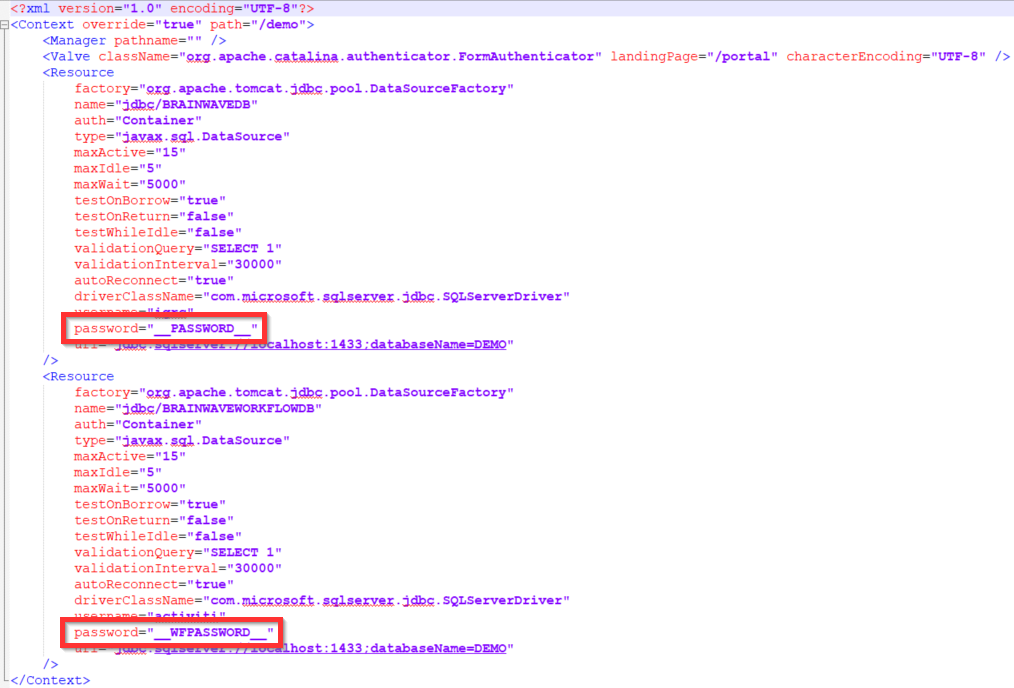 <?xml version="1.0" encoding="UTF-8"?>
<Context override="true" path="/demo">
<Manager pathname="" />
<Valve className="org.apache.catalina.authenticator.FormAuthenticator" landingPage="/portal" characterEncoding="UTF-8" />
<Resource
factory="org.apache.tomcat.jdbc.pool.DataSourceFactory"
name="jdbc/BRAINWAVEDB"
auth="Container"
type="javax.sql.DataSource"
maxActive="15"
maxIdle="5"
maxWait="5000"
testOnBorrow="true"
testOnReturn="false"
testWhileIdle="false"
validationQuery="SELECT 1"
validationInterval="30000"
autoReconnect="true"
driverClassName="com.microsoft.sqlserver.jdbc.SQLServerDriver"
username="igrc"
password="__PASSWORD__"
url="jdbc:sqlserver://localhost:1433;databaseName=DEMO"
/>
<Resource
factory="org.apache.tomcat.jdbc.pool.DataSourceFactory"
name="jdbc/BRAINWAVEWORKFLOWDB"
auth="Container"
type="javax.sql.DataSource"
maxActive="15"
maxIdle="5"
maxWait="5000"
testOnBorrow="true"
testOnReturn="false"
testWhileIdle="false"
validationQuery="SELECT 1"
validationInterval="30000"
autoReconnect="true"
driverClassName="com.microsoft.sqlserver.jdbc.SQLServerDriver"
username="activiti"
password="__WFPASSWORD__"
url="jdbc:sqlserver://localhost:1433;databaseName=DEMO"
/>
</Context>